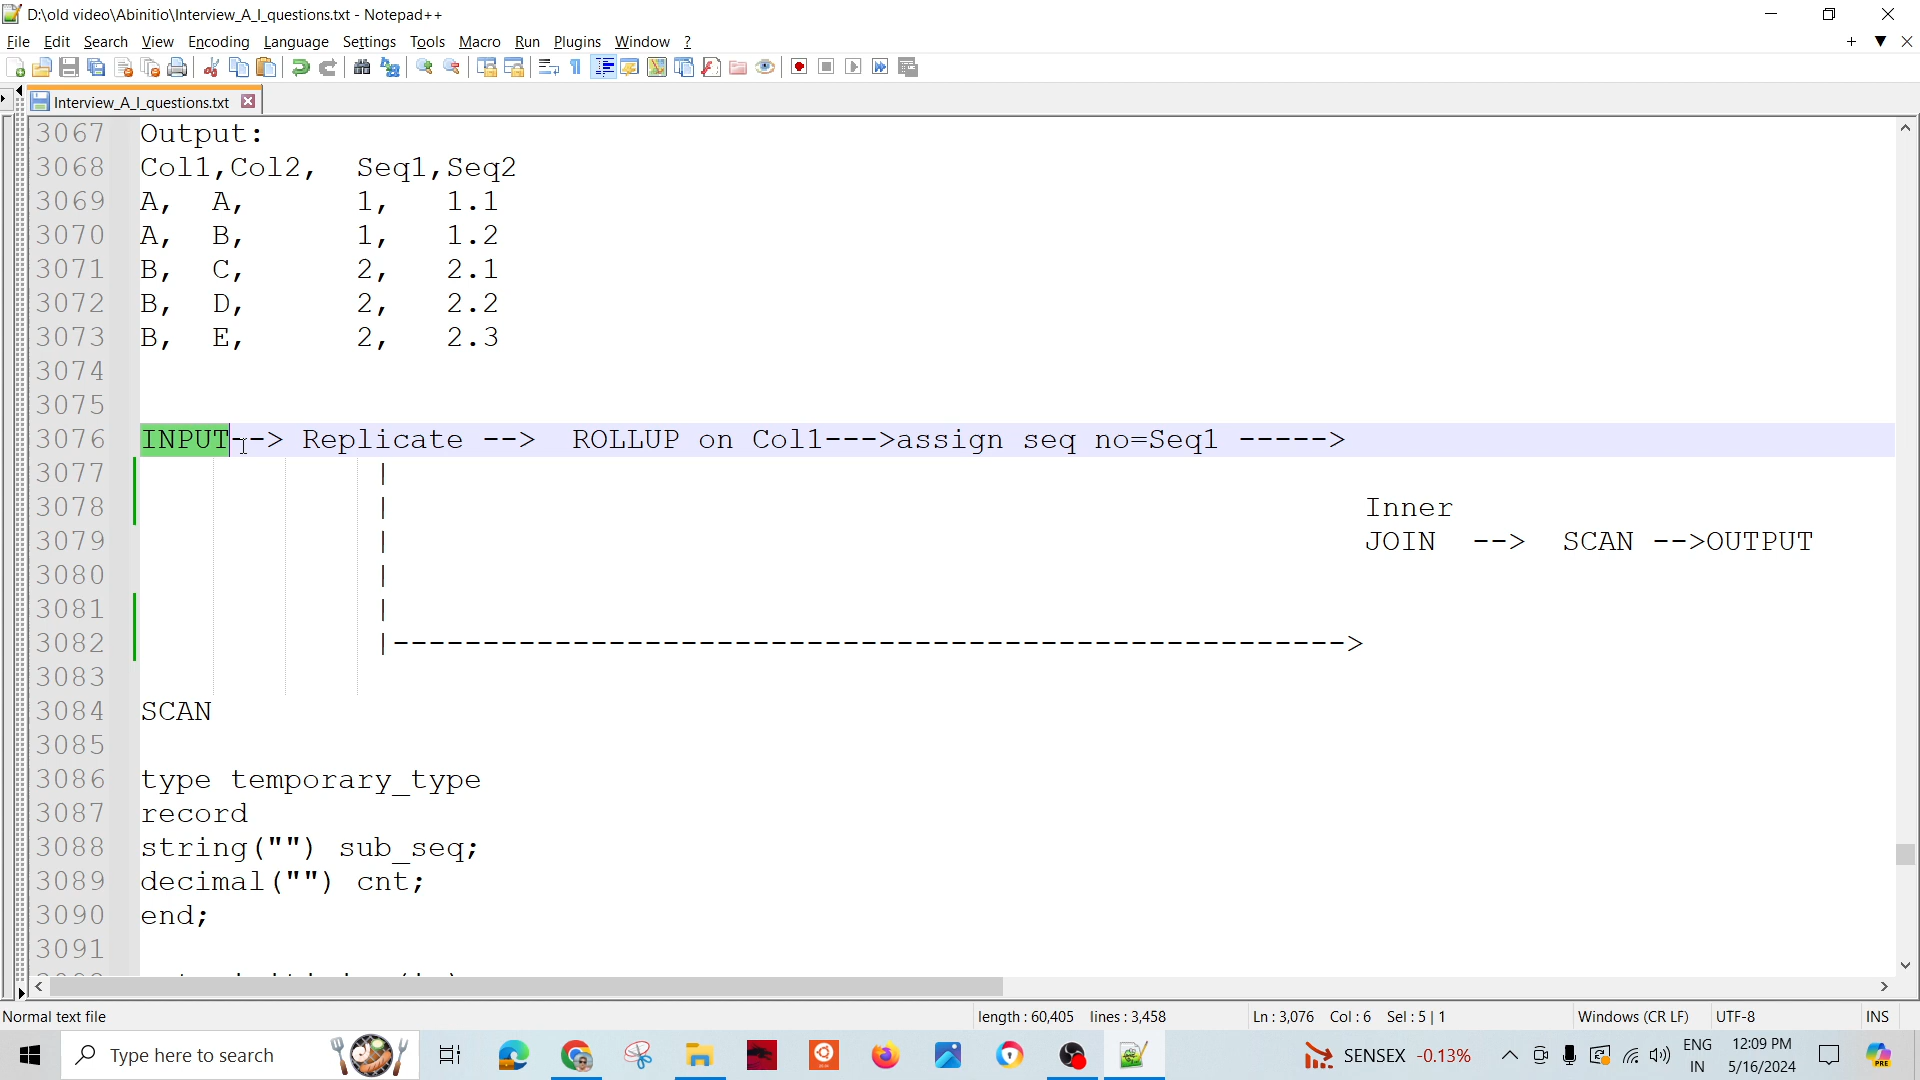 D:\old video\Abinitio\Interview_A_I_questions.txt - Notepad++
File Edit Search View Encoding Language Settings Tools Macro Run Plugins Window ?
Interview_A_I_questions.txt
3067 Output:
3068 Col1,Col2, Seq1,Seq2
3069 A, A, 1, 1.1
3070 A, B, 1, 1.2
3071 B, C, 2, 2.1
3072 B, D, 2, 2.2
3073 B, E, 2, 2.3
3074
3075
3076 INPUT--> Replicate --> ROLLUP on Col1--->assign seq no=Seq1 ----->
3077 |
3078 | Inner
3079 | JOIN --> SCAN -->OUTPUT
3080 |
3081 |
3082 |----------------------------------------------------->
3083
3084 SCAN
3085
3086 type temporary_type
3087 record
3088 string("") sub_seq;
3089 decimal("") cnt;
3090 end;
3091
Normal text file length : 60,405 lines : 3,458 Ln : 3,076 Col : 6 Sel : 5 | 1 Windows (CR LF) UTF-8 INS
Type here to search SENSEX -0.13% ENG IN 12:09 PM 5/16/2024